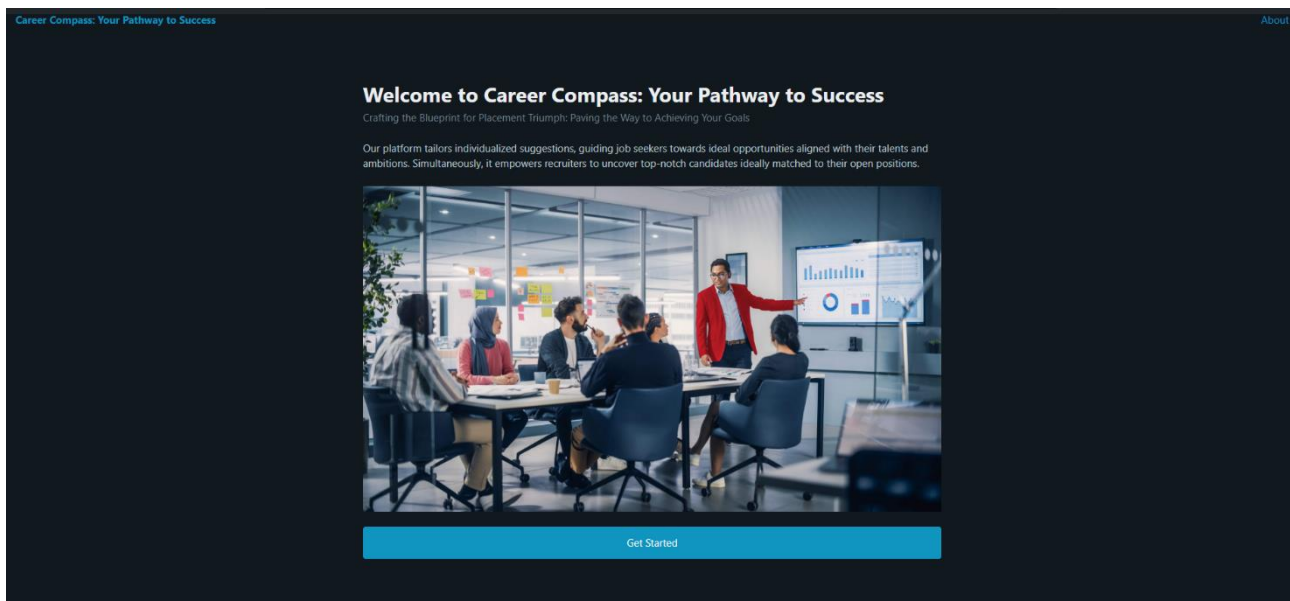 Career Compass: Your Pathway to Success
About
Welcome to Career Compass: Your Pathway to Success
Crafting the Blueprint for Placement Triumph: Paving the Way to Achieving Your Goals
Our platform tailors individualized suggestions, guiding job seekers towards ideal opportunities aligned with their talents and
ambitions. Simultaneously, it empowers recruiters to uncover top-notch candidates ideally matched to their open positions.
Get Started